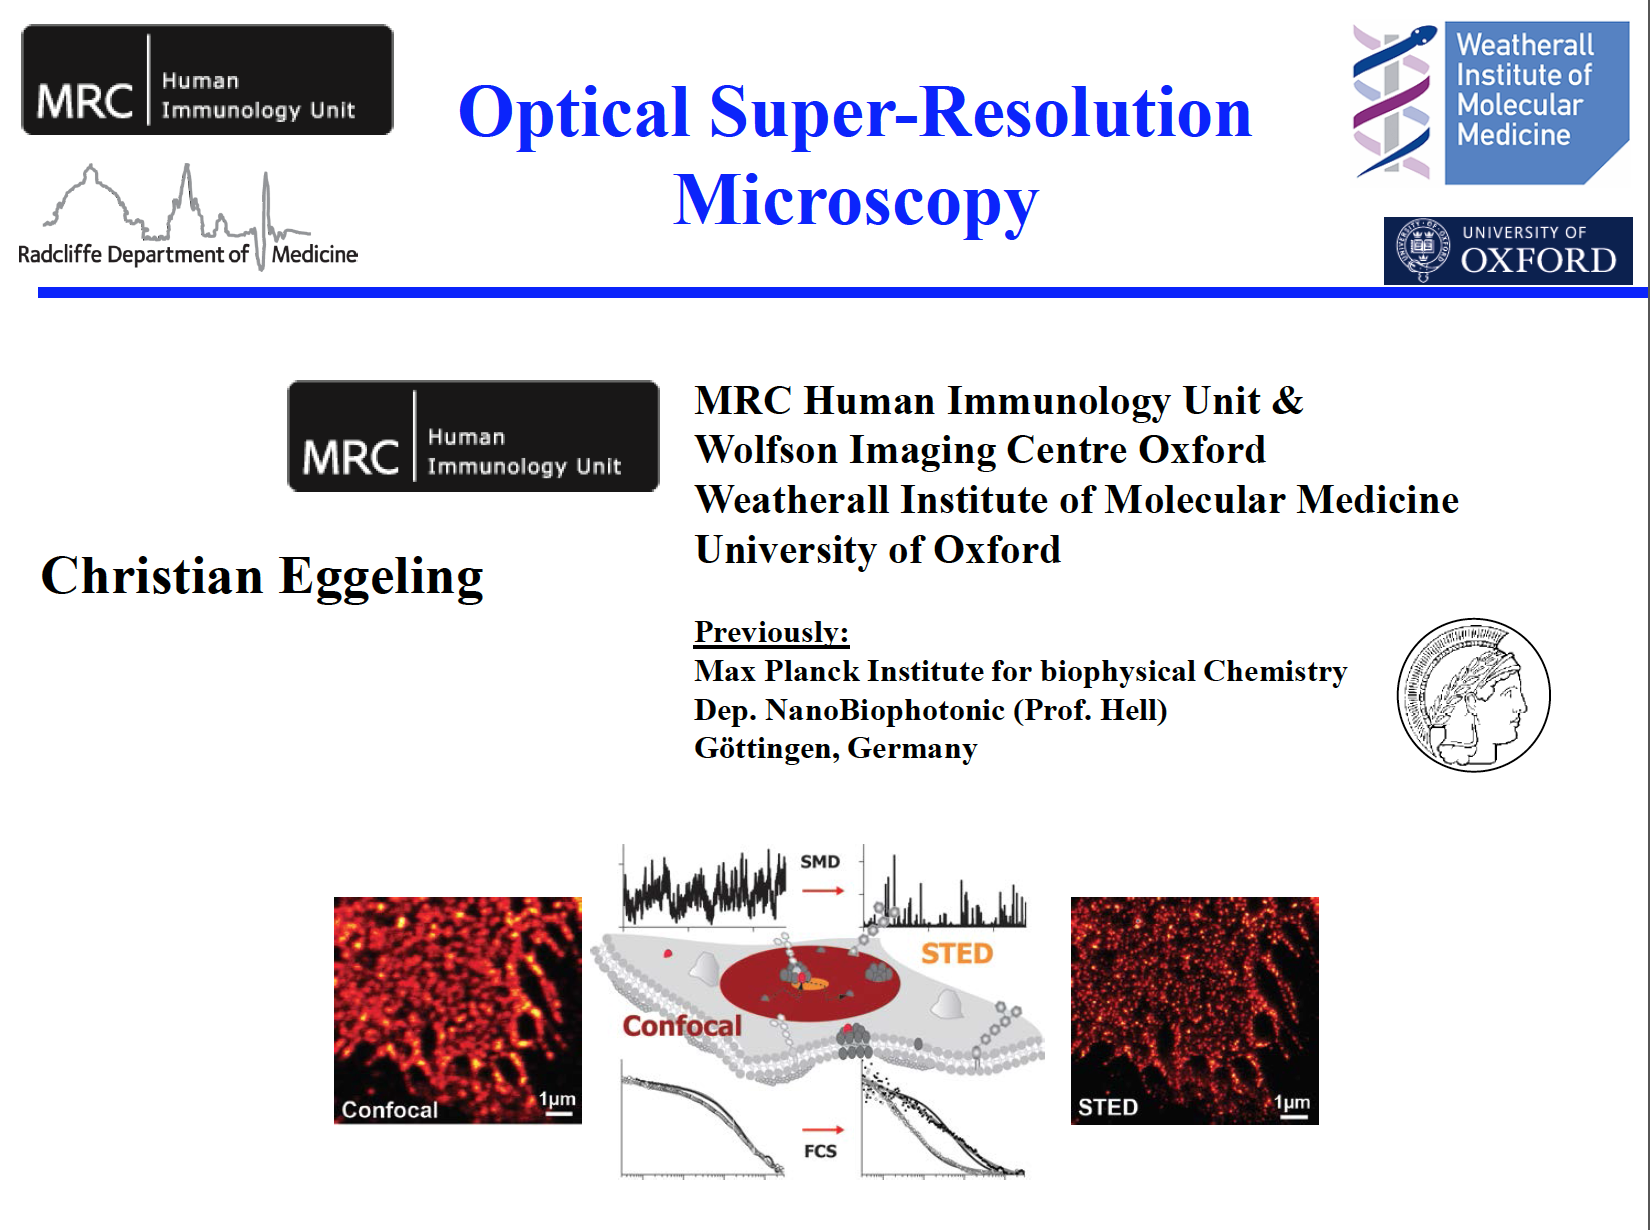 MRC
Human
Immunology Unit
Optical Super-Resolution
Microscopy
Weatherall
Institute of
Molecular
Medicine
Radcliffe Department of Medicine
UNIVERSITY OF
OXFORD
MRC
Human
Immunology Unit
MRC Human Immunology Unit &
Wolfson Imaging Centre Oxford
Weatherall Institute of Molecular Medicine
University of Oxford
Christian Eggeling
Previously:
Max Planck Institute for biophysical Chemistry
Dep. NanoBiophotonic (Prof. Hell)
Göttingen, Germany
SMD
STED
Confocal
Confocal
1µm
FCS
STED
1µm